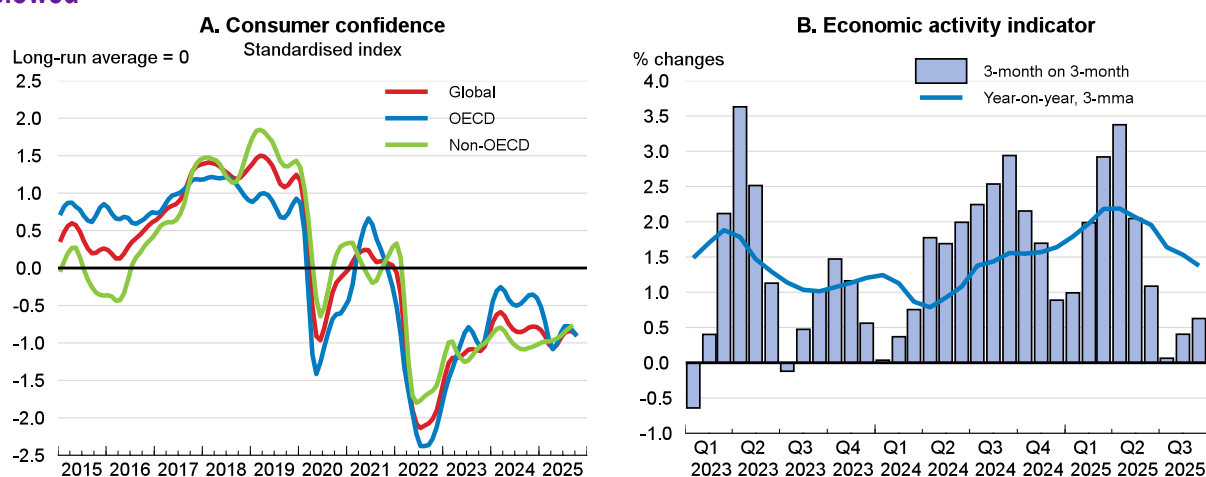 A. Consumer confidence
Standardised index
Long-run average = 0
Global
OECD
Non-OECD
2.5
2.0
1.5
1.0
0.5
0.0
-0.5
-1.0
-1.5
-2.0
-2.5
2015 2016 2017 2018 2019 2020 2021 2022 2023 2024 2025
B. Economic activity indicator
% changes
3-month on 3-month
Year-on-year, 3-mma
4.0
3.5
3.0
2.5
2.0
1.5
1.0
0.5
0.0
-0.5
-1.0
Q1 Q2 Q3 Q4 Q1 Q2 Q3 Q4 Q1 Q2 Q3
2023 2023 2023 2023 2024 2024 2024 2024 2025 2025 2025